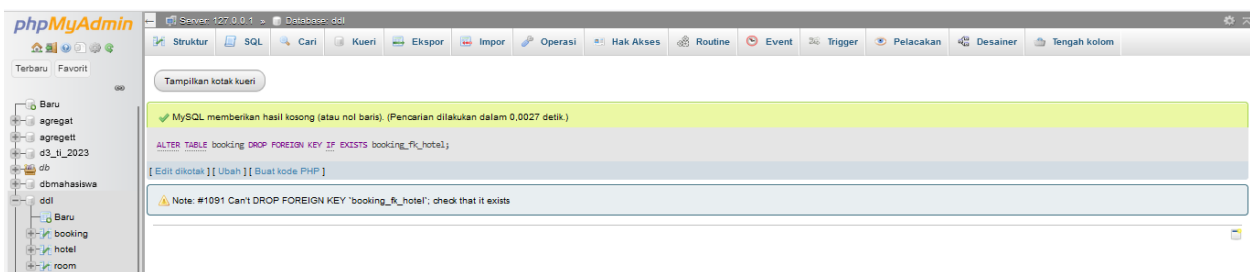 phpMyAdmin
Terbaru Favorit
Baru
agregat
agregett
d3_ti_2023
db
dbmahasiswa
ddl
Baru
booking
hotel
room
Server: 127.0.0.1 » Database: ddl
Struktur SQL Cari Kueri Ekspor Impor Operasi Hak Akses Routine Event Trigger Pelacakan Desainer Tengah kolom
Tampilkan kotak kueri
MySQL memberikan hasil kosong (atau nol baris). (Pencarian dilakukan dalam 0,0027 detik.)
ALTER TABLE booking DROP FOREIGN KEY IF EXISTS booking_fk_hotel;
[ Edit dikotak ] [ Ubah ] [ Buat kode PHP ]
Note: #1091 Can't DROP FOREIGN KEY `booking_fk_hotel`; check that it exists